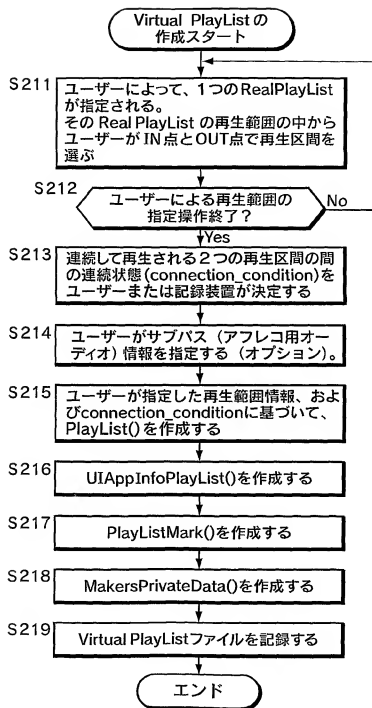 Virtual PlayListの
作成スタート
S211
ユーザーによって、1つのRealPlayList
が指定される。
そのReal PlayListの再生範囲の中から
ユーザーがIN点とOUT点で再生区間を
選ぶ
S212
ユーザーによる再生範囲の
指定操作終了？
No
Yes
S213
連続して再生される2つの再生区間の間
の連続状態(connection_condition)を
ユーザーまたは記録装置が決定する
S214
ユーザーがサブパス（アフレコ用オー
ディオ）情報を指定する（オプション）。
S215
ユーザーが指定した再生範囲情報、およ
びconnection_conditionに基づいて、
PlayList()を作成する
S216
UIAppInfoPlayList()を作成する
S217
PlayListMark()を作成する
S218
MakersPrivateData()を作成する
S219
Virtual PlayListファイルを記録する
エンド